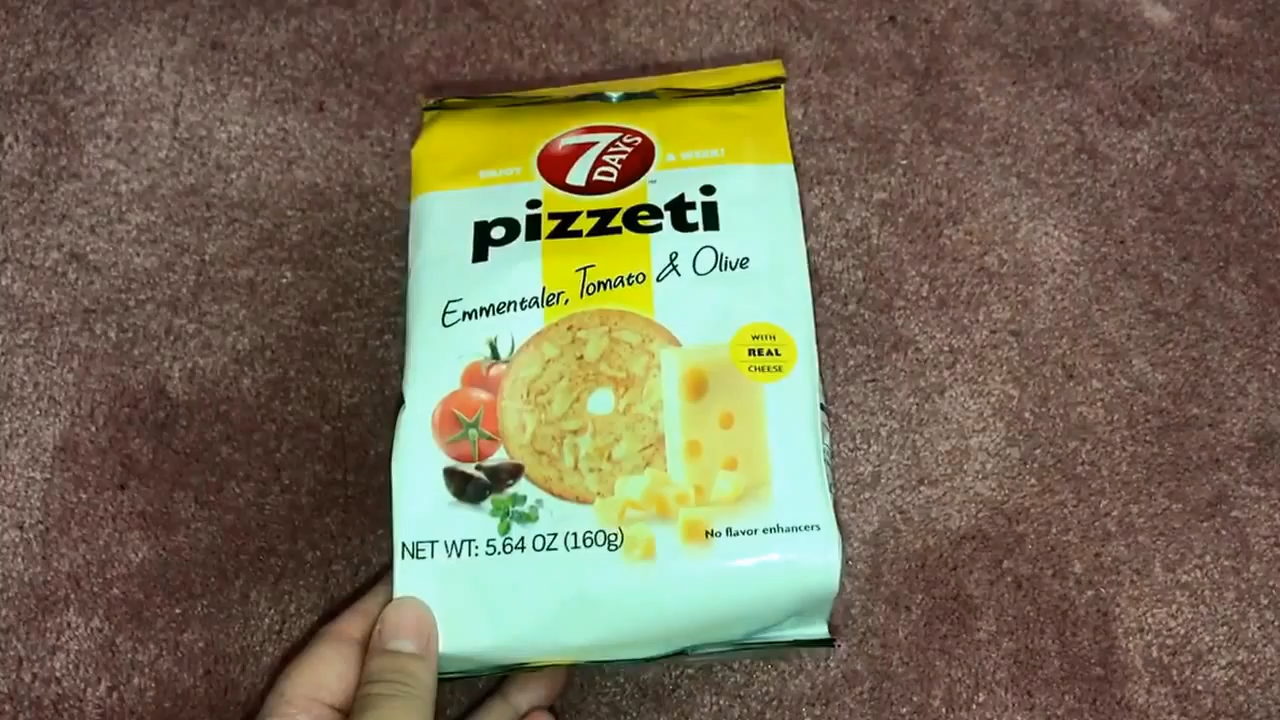 ENJOY 7 DAYS A WEEK!
™
pizzeti
Emmentaler, Tomato & Olive
WITH
REAL
CHEESE
No flavor enhancers
NET WT: 5.64 OZ (160g)